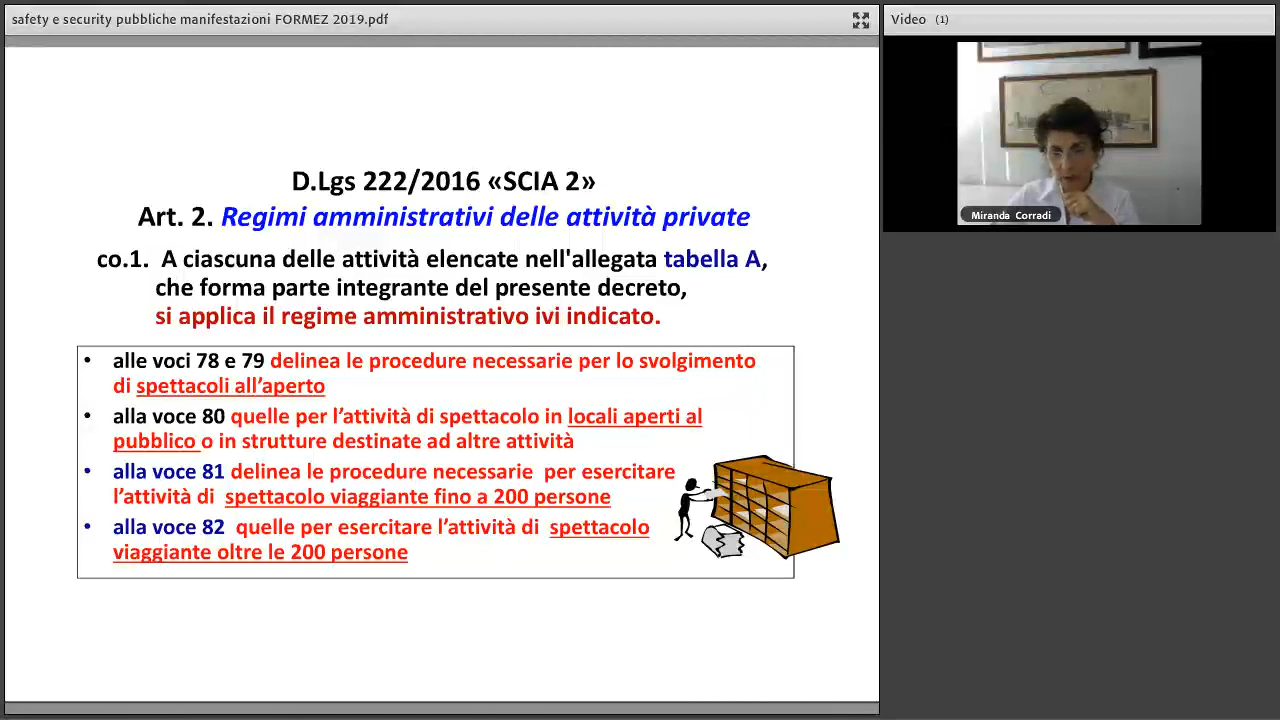 safety e security pubbliche manifestazioni FORMEZ 2019.pdf
Video (1)
Miranda Corradi
D.Lgs 222/2016 «SCIA 2»
Art. 2. Regimi amministrativi delle attività private
co.1. A ciascuna delle attività elencate nell'allegata tabella A,
che forma parte integrante del presente decreto,
si applica il regime amministrativo ivi indicato.
• alle voci 78 e 79 delinea le procedure necessarie per lo svolgimento
di spettacoli all’aperto
• alla voce 80 quelle per l’attività di spettacolo in locali aperti al
pubblico o in strutture destinate ad altre attività
• alla voce 81 delinea le procedure necessarie per esercitare
l’attività di spettacolo viaggiante fino a 200 persone
• alla voce 82 quelle per esercitare l’attività di spettacolo
viaggiante oltre le 200 persone